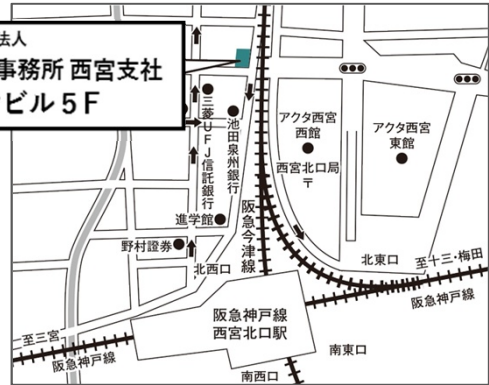 法人
事務所 西宮支社
ビル5F
三菱UFJ信託銀行
池田泉州銀行
進学館
野村證券
北西口
阪急今津線
アクタ西宮
西館
西宮北口局
〒
アクタ西宮
東館
北東口
至十三・梅田
阪急神戸線
阪急神戸線
西宮北口駅
至三宮
阪急神戸線
南東口
南西口